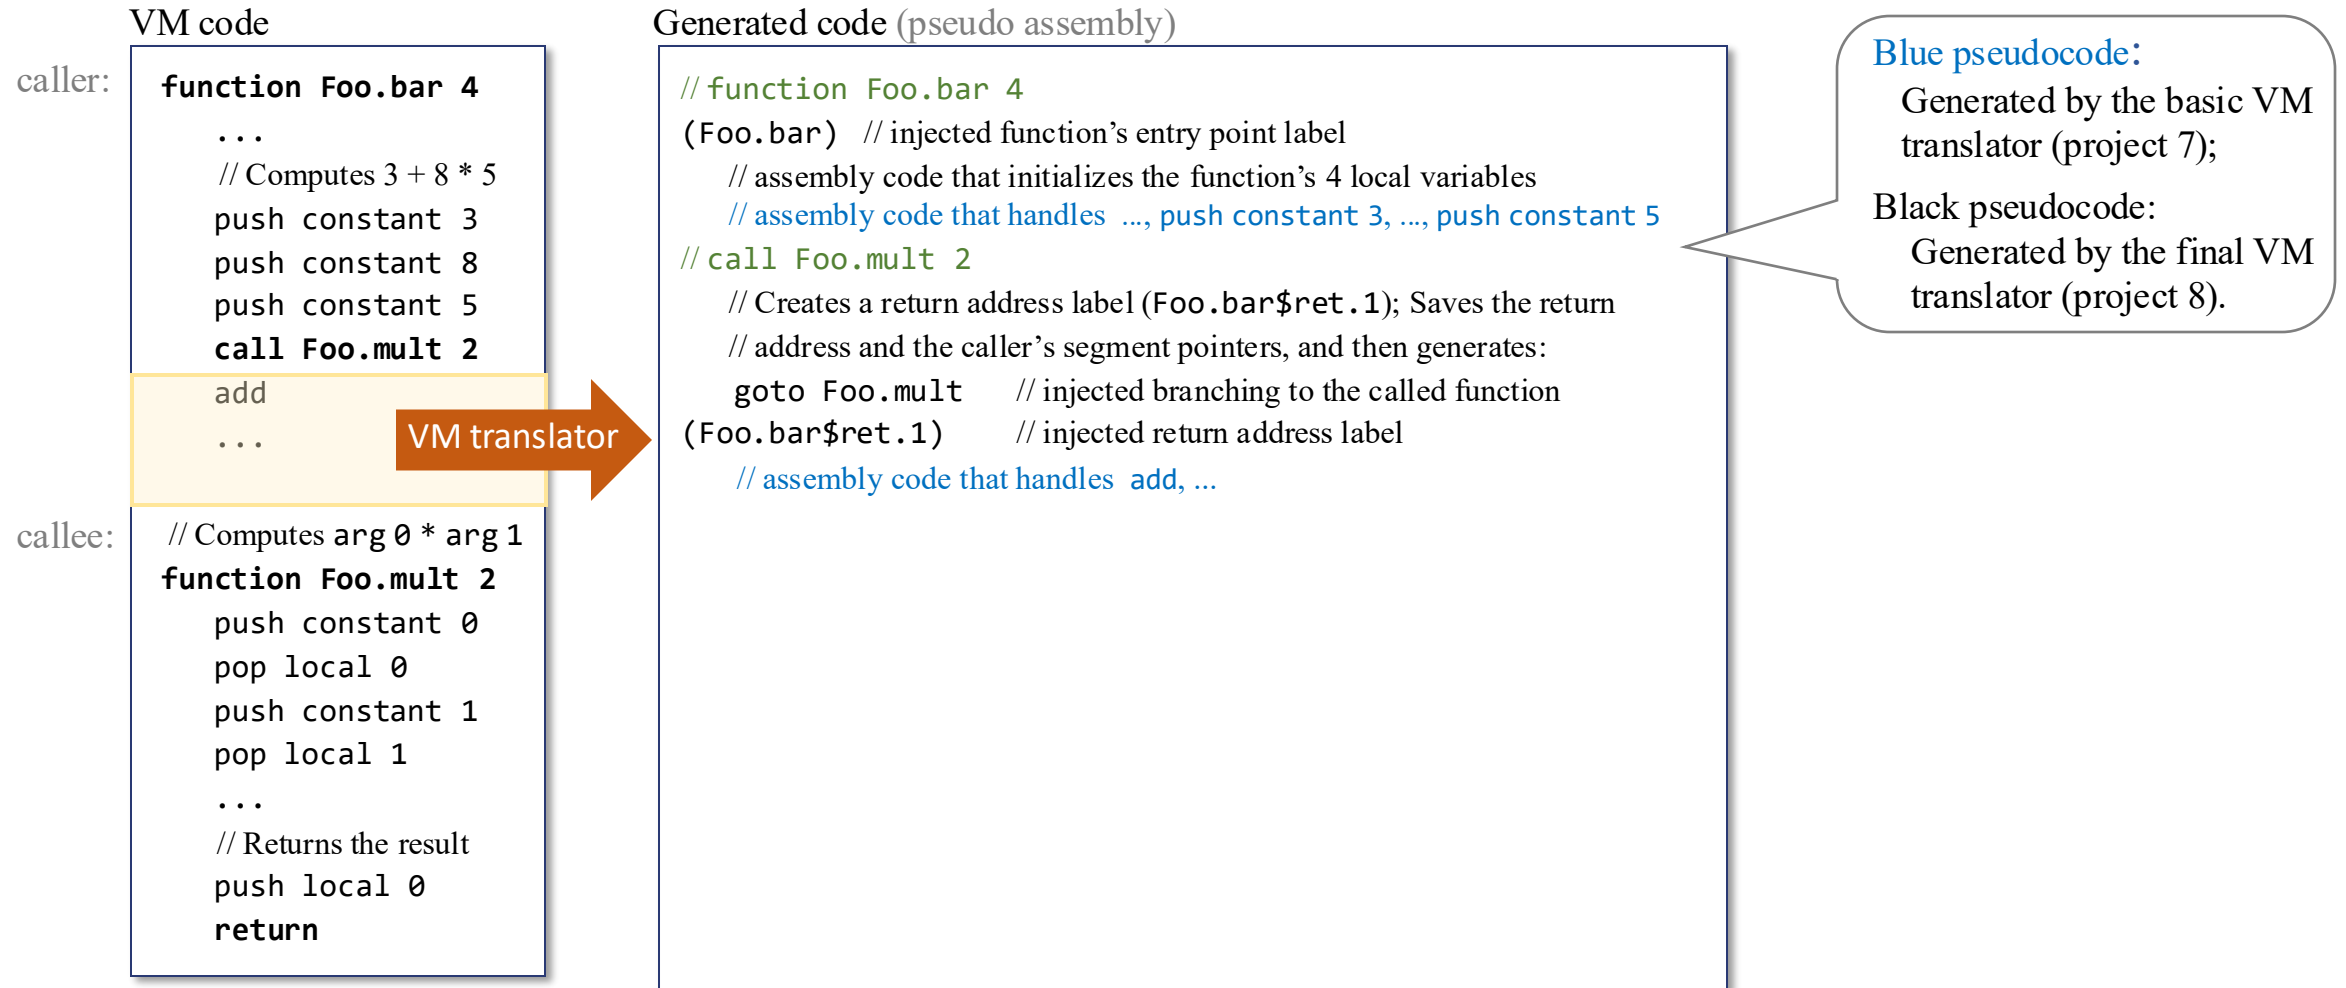 VM code
caller:
function Foo.bar 4
...
// Computes 3 + 8 * 5
push constant 3
push constant 8
push constant 5
call Foo.mult 2
add
...
callee:
// Computes arg 0 * arg 1
function Foo.mult 2
push constant 0
pop local 0
push constant 1
pop local 1
...
// Returns the result
push local 0
return
VM translator
Generated code (pseudo assembly)
// function Foo.bar 4
(Foo.bar) // injected function’s entry point label
// assembly code that initializes the function’s 4 local variables
// assembly code that handles ..., push constant 3, ..., push constant 5
// call Foo.mult 2
// Creates a return address label (Foo.bar$ret.1); Saves the return
// address and the caller’s segment pointers, and then generates:
goto Foo.mult // injected branching to the called function
(Foo.bar$ret.1) // injected return address label
// assembly code that handles add, ...
Blue pseudocode:
Generated by the basic VM
translator (project 7);
Black pseudocode:
Generated by the final VM
translator (project 8).